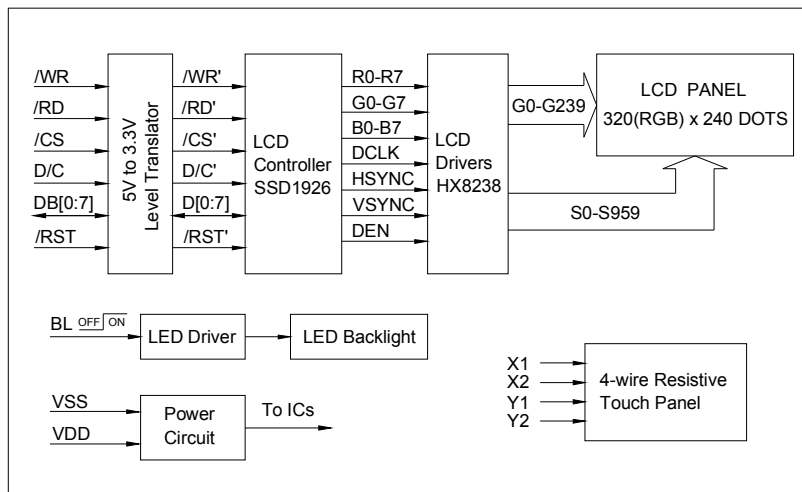 /WR
/RD
/CS
D/C
DB[0:7]
/RST
5V to 3.3V
Level Translator
/WR'
/RD'
/CS'
D/C'
D[0:7]
/RST'
LCD
Controller
SSD1926
R0-R7
G0-G7
B0-B7
DCLK
HSYNC
VSYNC
DEN
LCD
Drivers
HX8238
G0-G239
S0-S959
LCD PANEL
320(RGB) x 240 DOTS
BL OFF ON
LED Driver
LED Backlight
VSS
VDD
Power
Circuit
To ICs
X1
X2
Y1
Y2
4-wire Resistive
Touch Panel